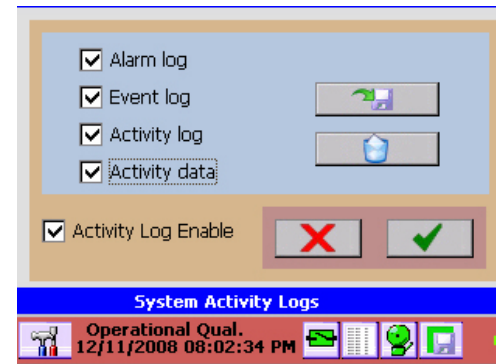 Alarm log
Event log
Activity log
Activity data
Activity Log Enable
System Activity Logs
Operational Qual.
12/11/2008 08:02:34 PM